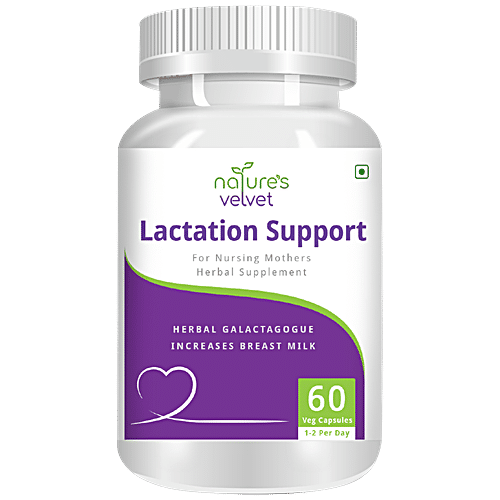 nature's
velvet
Lactation Support
For Nursing Mothers
Herbal Supplement
HERBAL GALACTAGOGUE
INCREASES BREAST MILK
60
Veg Capsules
1-2 Per Day